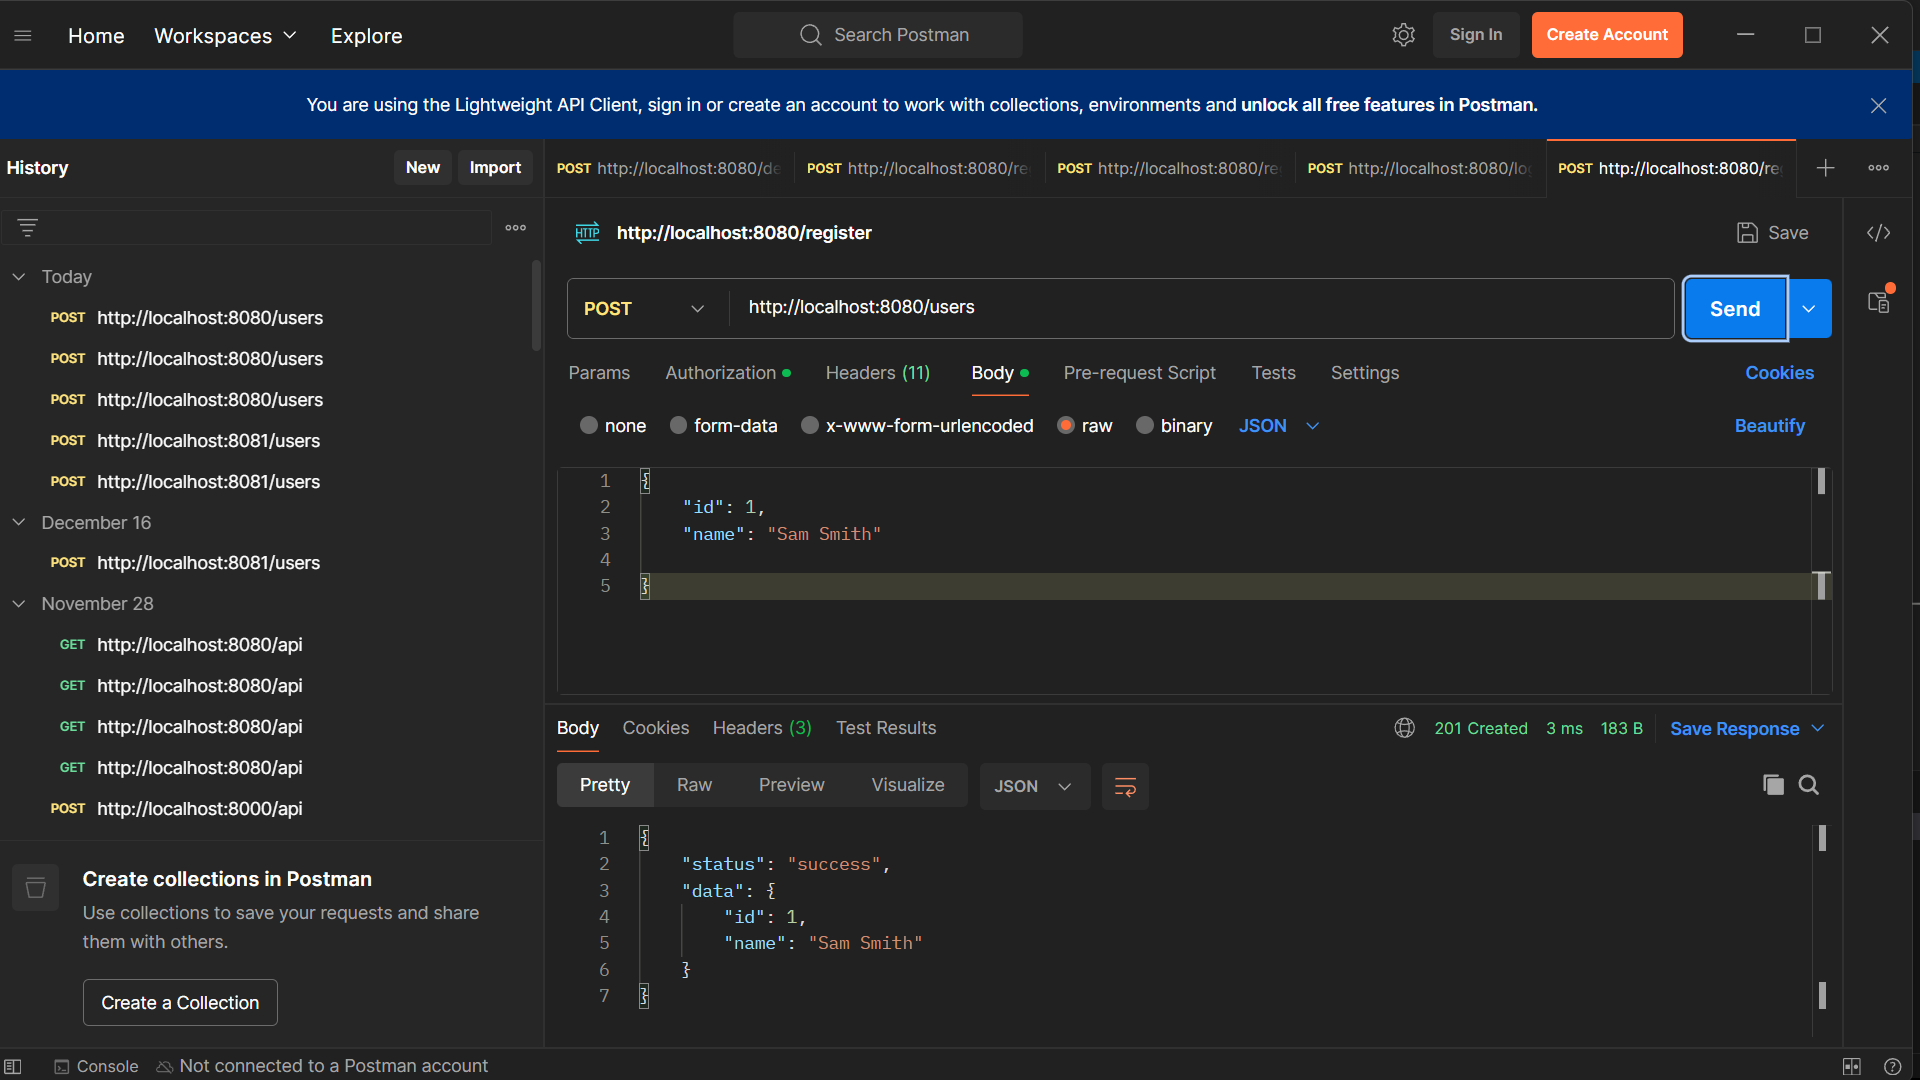 Home Workspaces Explore Search Postman Sign In Create Account
You are using the Lightweight API Client, sign in or create an account to work with collections, environments and unlock all free features in Postman.
History New Import
POST http://localhost:8080/de POST http://localhost:8080/re POST http://localhost:8080/re POST http://localhost:8080/lo POST http://localhost:8080/re
HTTP http://localhost:8080/register Save
Today
POST http://localhost:8080/users
POST http://localhost:8080/users
POST http://localhost:8080/users
POST http://localhost:8081/users
POST http://localhost:8081/users
December 16
POST http://localhost:8081/users
November 28
GET http://localhost:8080/api
GET http://localhost:8080/api
GET http://localhost:8080/api
GET http://localhost:8080/api
POST http://localhost:8000/api
Create collections in Postman
Use collections to save your requests and share
them with others.
Create a Collection
POST http://localhost:8080/users Send
Params Authorization Headers (11) Body Pre-request Script Tests Settings Cookies
none form-data x-www-form-urlencoded raw binary JSON Beautify
1 {
2 "id": 1,
3 "name": "Sam Smith"
4
5 }
Body Cookies Headers (3) Test Results 201 Created 3 ms 183 B Save Response
Pretty Raw Preview Visualize JSON
1 {
2 "status": "success",
3 "data": {
4 "id": 1,
5 "name": "Sam Smith"
6 }
7 }
Console Not connected to a Postman account